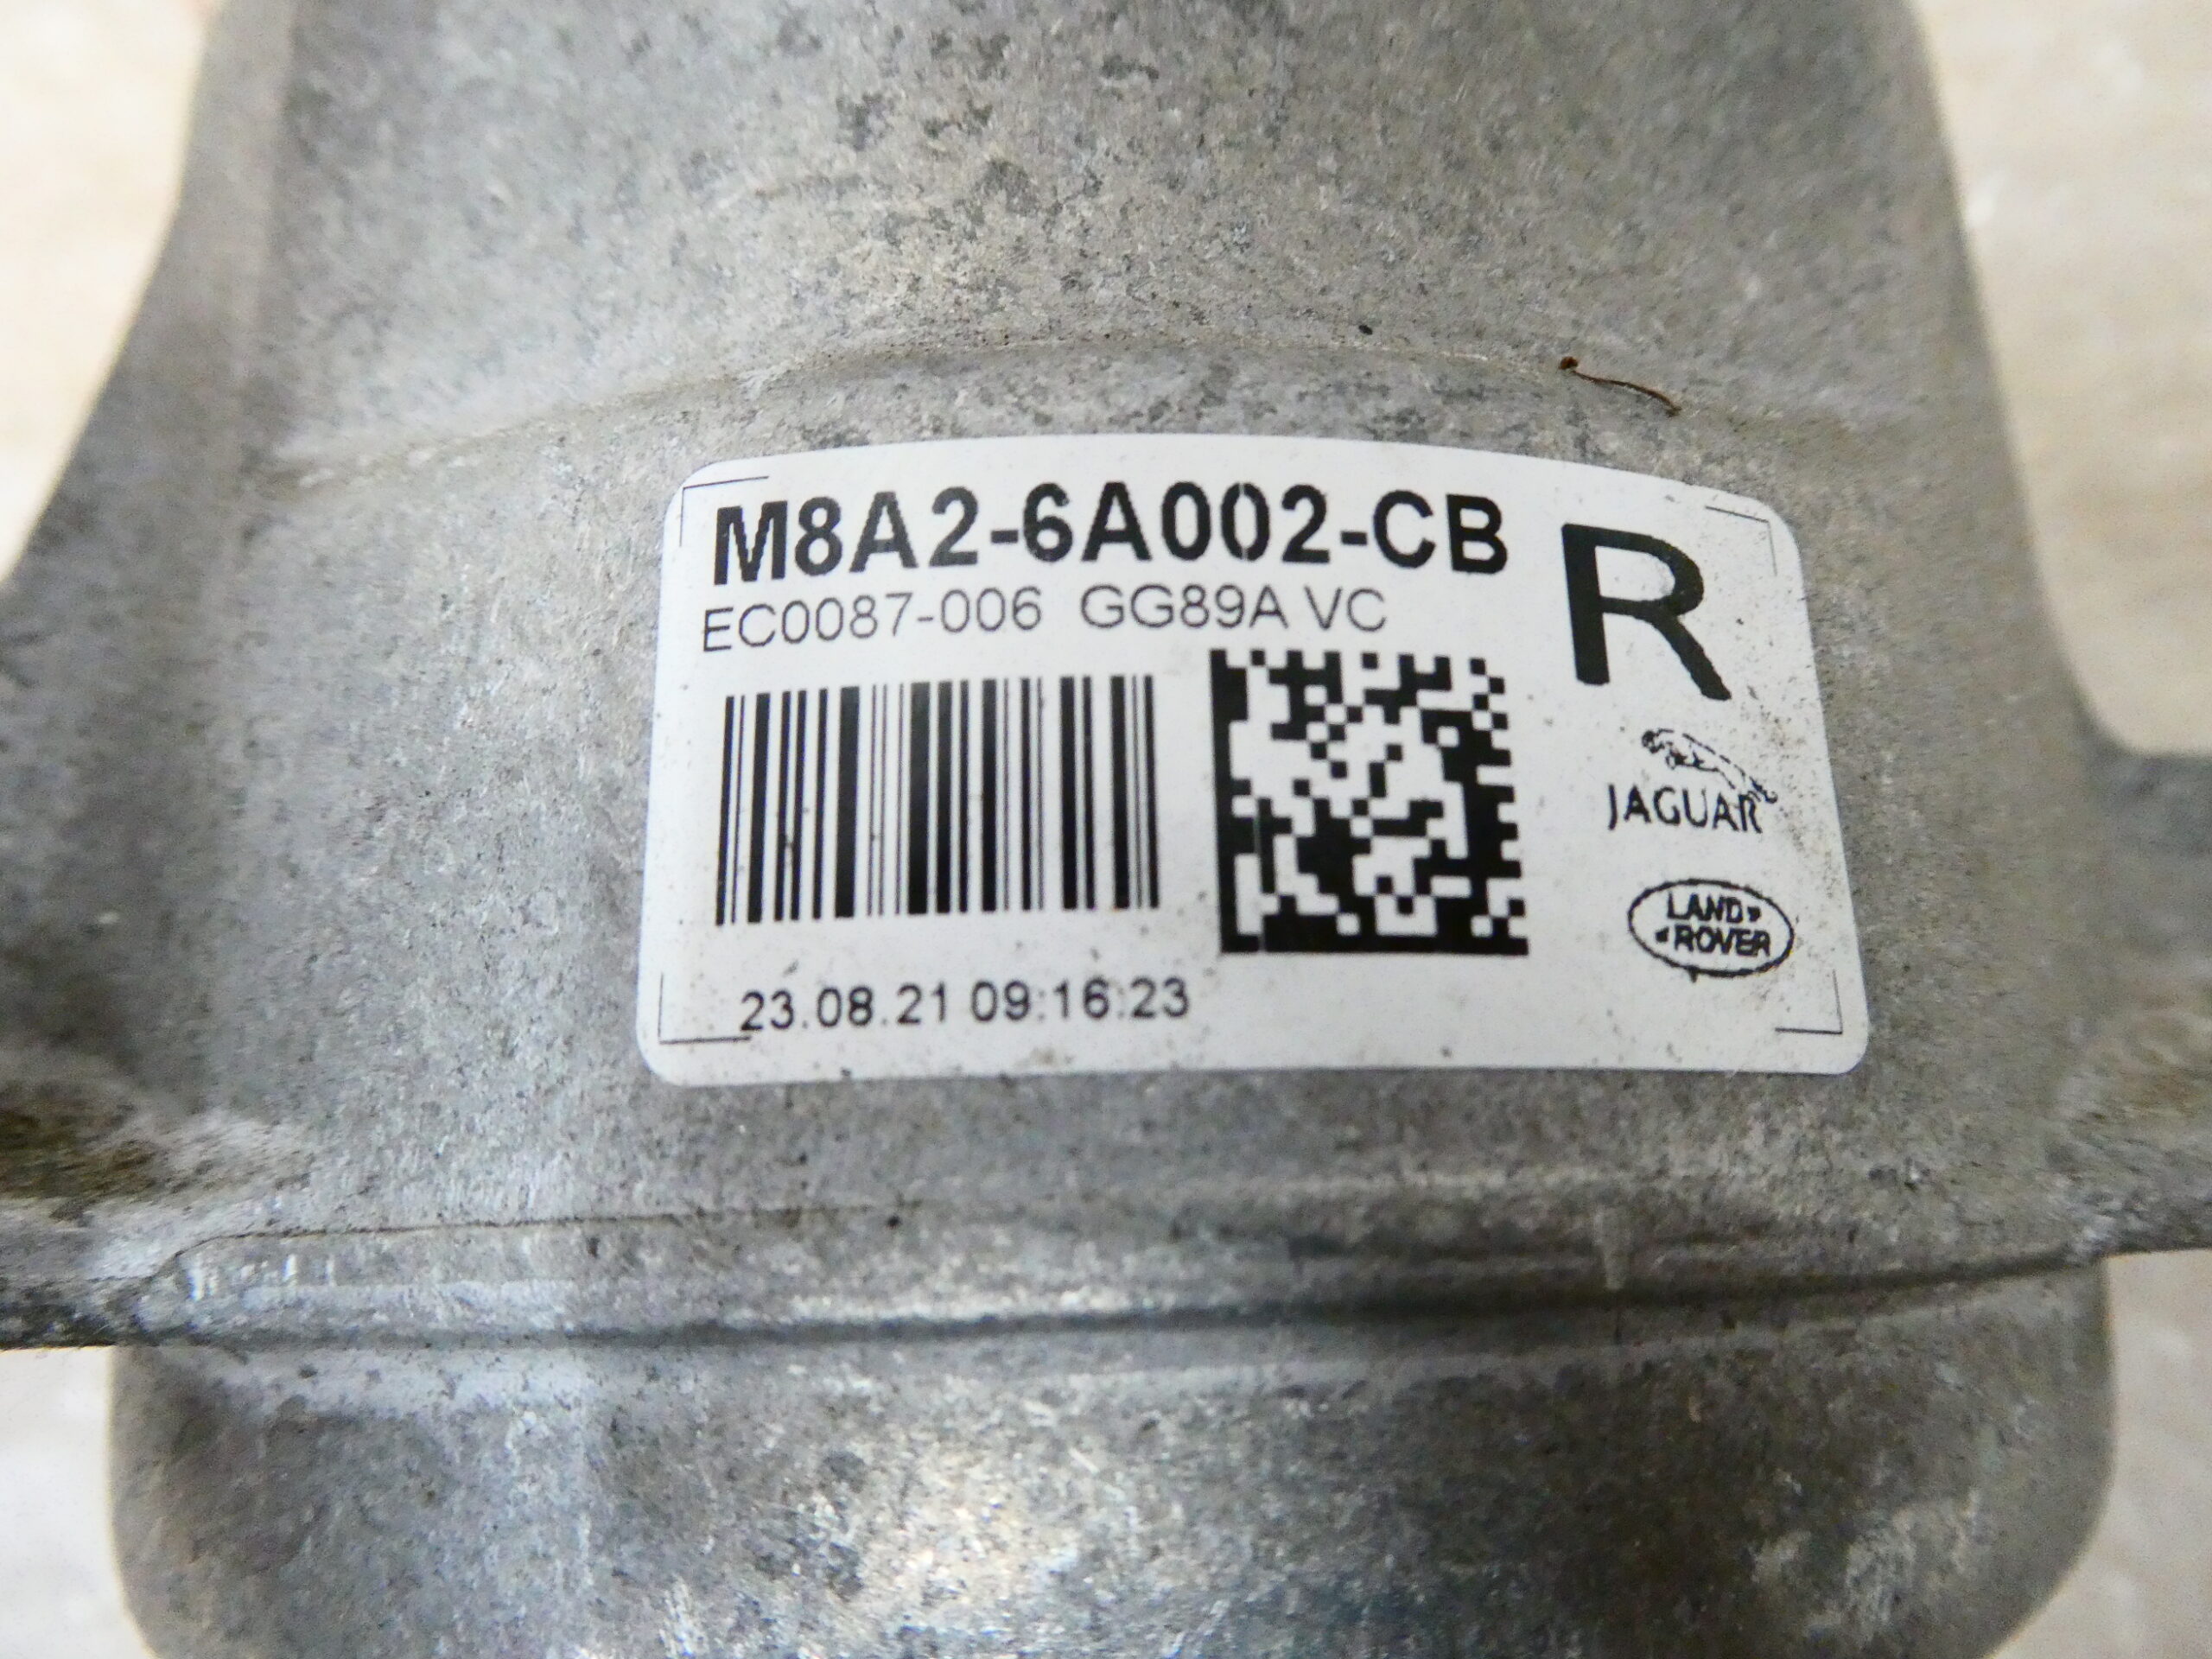 M8A2-6A002-CB
R
EC0087-006 GG89A VC
JAGUAR
LAND
ROVER
23.08.21 09:16:23